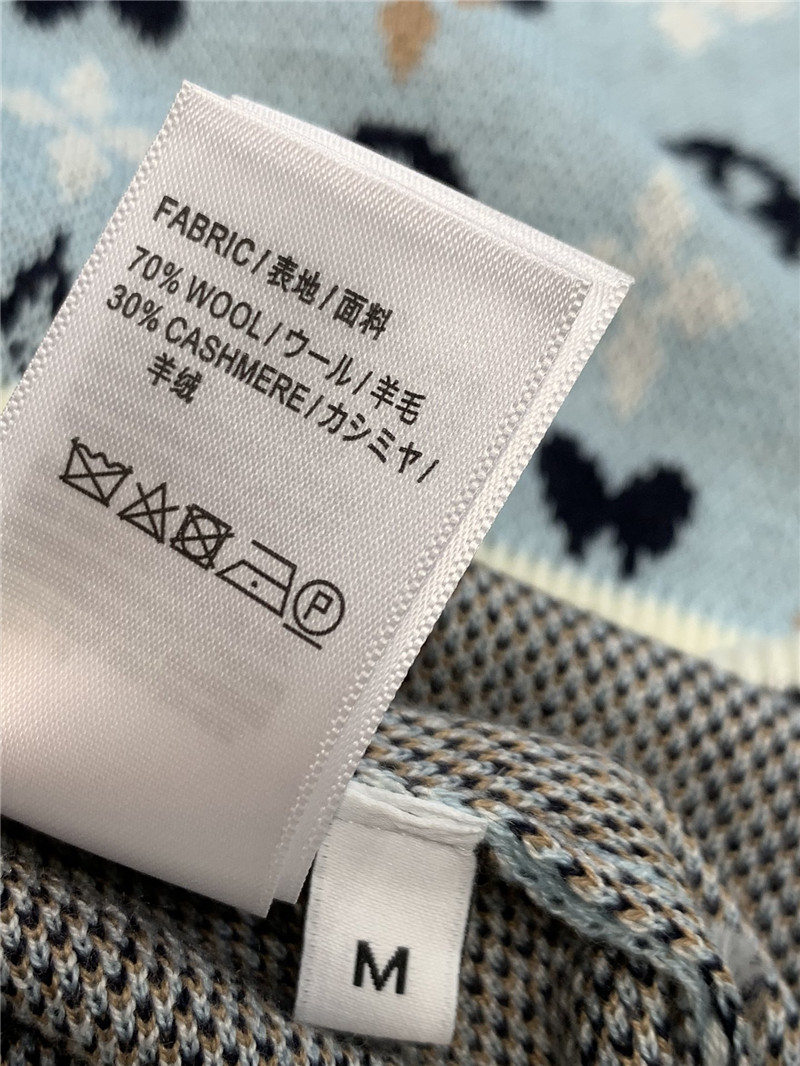 FABRIC / 表地 / 面料
70% WOOL / ウール / 羊毛
30% CASHMERE / カシミヤ /
羊绒
P
M